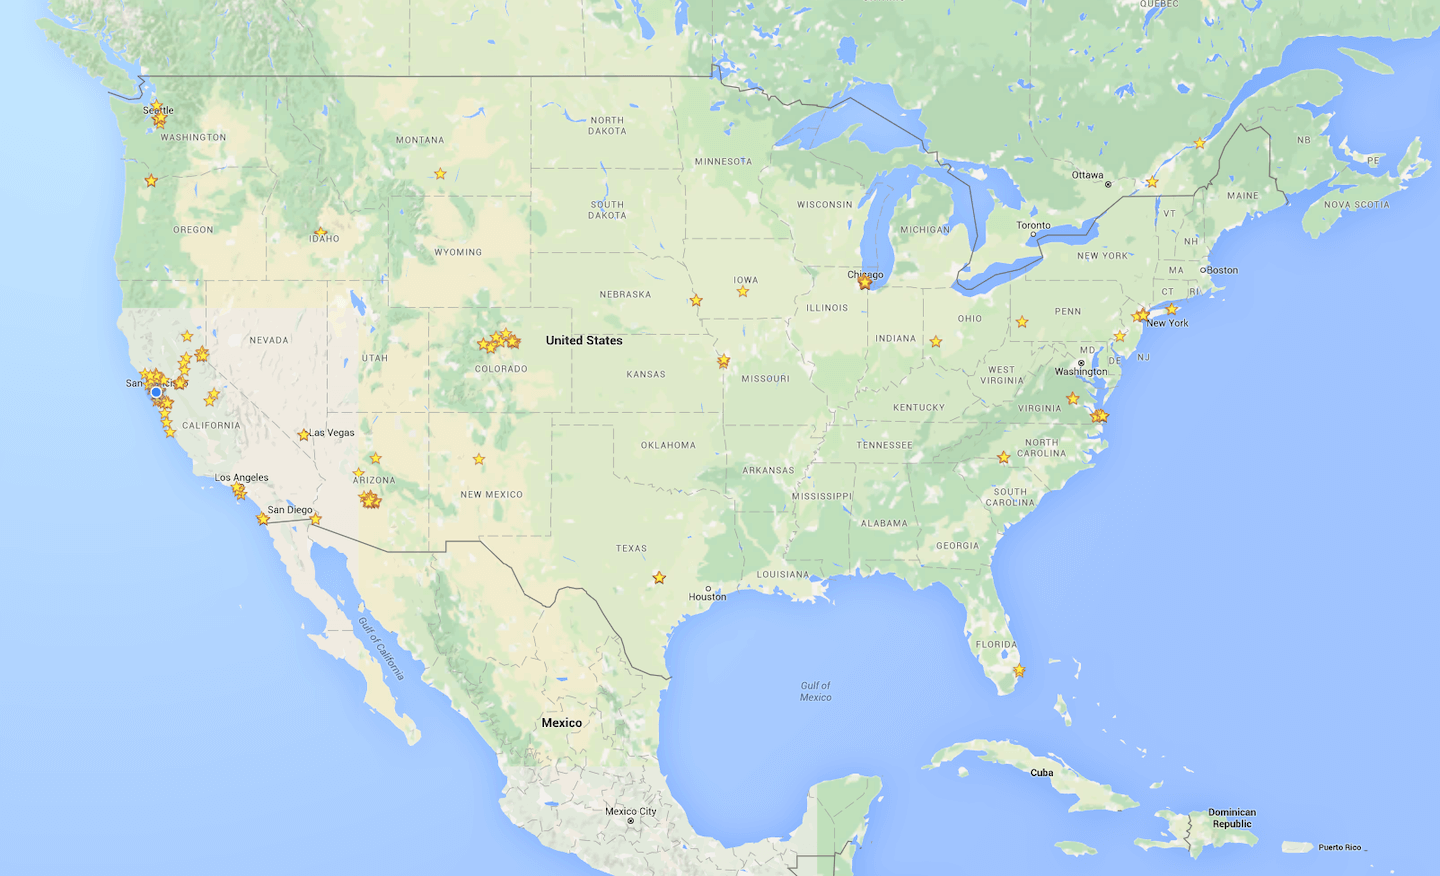 QUEBEC
Seattle
WASHINGTON
MONTANA
NORTH
DAKOTA
MINNESOTA
NB
PE
NOVA SCOTIA
MAINE
Ottawa
VT
NH
OREGON
IDAHO
SOUTH
DAKOTA
WISCONSIN
MICHIGAN
Toronto
NEW YORK
MA
Boston
CT
RI
WYOMING
Chicago
IOWA
NEBRASKA
ILLINOIS
OHIO
PENN
New York
NEVADA
UTAH
United States
INDIANA
MD
DE
NJ
COLORADO
KANSAS
MISSOURI
WEST
VIRGINIA
Washington
San Francisco
CALIFORNIA
Las Vegas
KENTUCKY
VIRGINIA
OKLAHOMA
TENNESSEE
NORTH
CAROLINA
Los Angeles
ARIZONA
NEW MEXICO
ARKANSAS
MISSISSIPPI
SOUTH
CAROLINA
San Diego
ALABAMA
GEORGIA
TEXAS
LOUISIANA
Houston
Gulf of California
FLORIDA
Gulf of
Mexico
Mexico
Cuba
Mexico City
Dominican
Republic
Puerto Rico